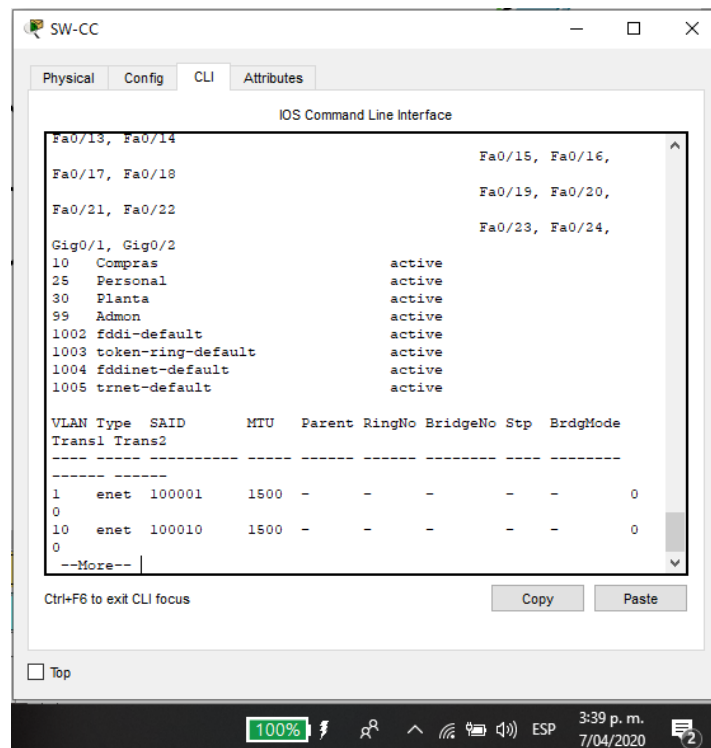 SW-CC
Physical Config CLI Attributes
IOS Command Line Interface
Fa0/13, Fa0/14
Fa0/15, Fa0/16,
Fa0/17, Fa0/18
Fa0/19, Fa0/20,
Fa0/21, Fa0/22
Fa0/23, Fa0/24,
Gig0/1, Gig0/2
10 Compras active
25 Personal active
30 Planta active
99 Admon active
1002 fddi-default active
1003 token-ring-default active
1004 fddinet-default active
1005 trnet-default active
VLAN Type SAID MTU Parent RingNo BridgeNo Stp BrdgMode
Trans1 Trans2
---- ----- ---------- ----- ------ ------ -------- ---- --------
------ ------
1 enet 100001 1500 - - - - - 0
0
10 enet 100010 1500 - - - - - 0
0
--More--
Ctrl+F6 to exit CLI focus
Copy Paste
Top
100% ESP 3:39 p. m.
7/04/2020 2